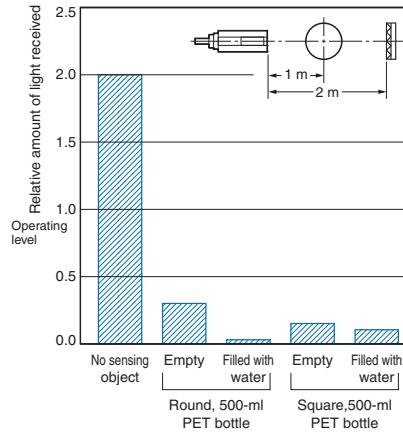 Relative amount of light received
2.5
2.0
1.5
1.0
Operating
level
0.5
0.0
1 m
2 m
No sensing
object
Empty
Filled with
water
Empty
Filled with
water
Round, 500-ml
PET bottle
Square,500-ml
PET bottle